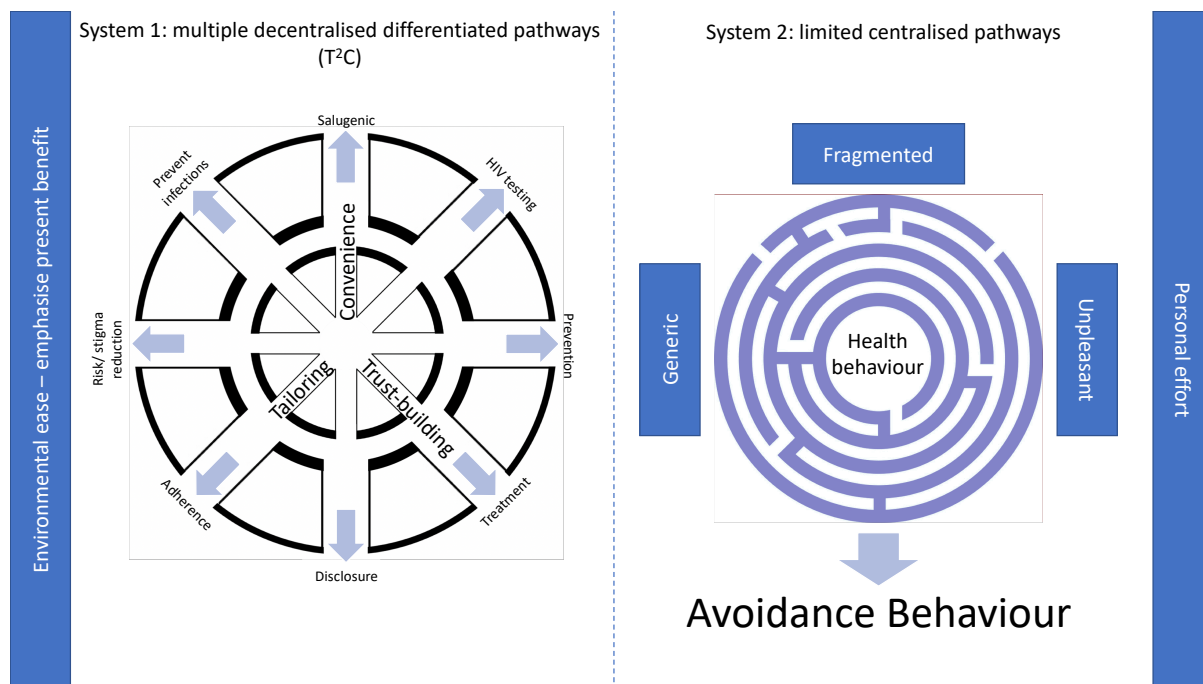 Environmental ease – emphasise present benefit
System 1: multiple decentralised differentiated pathways
(T²C)
Salugenic
Prevent
infections
HIV testing
Convenience
Risk/ stigma
reduction
Prevention
Tailoring
Trust-building
Adherence
Treatment
Disclosure
System 2: limited centralised pathways
Fragmented
Generic
Health
behaviour
Unpleasant
Avoidance Behaviour
Personal effort